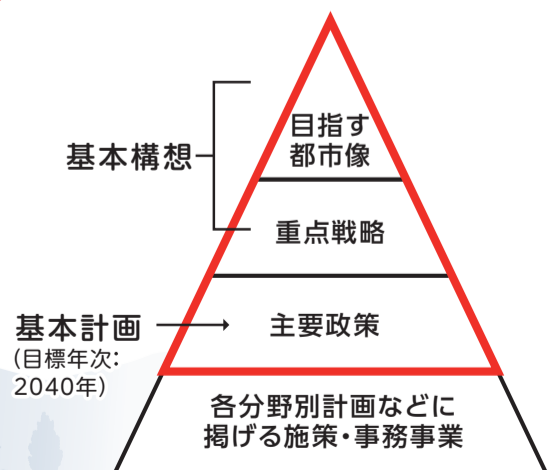 目指す
都市像
基本構想
重点戦略
基本計画
(目標年次:
2040年)
主要政策
各分野別計画などに
掲げる施策・事務事業